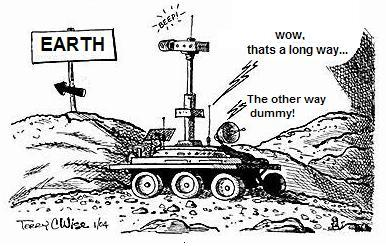 EARTH
BEEP!
wow,
thats a long way...
The other way
dummy!
Terry C Wise 1/04